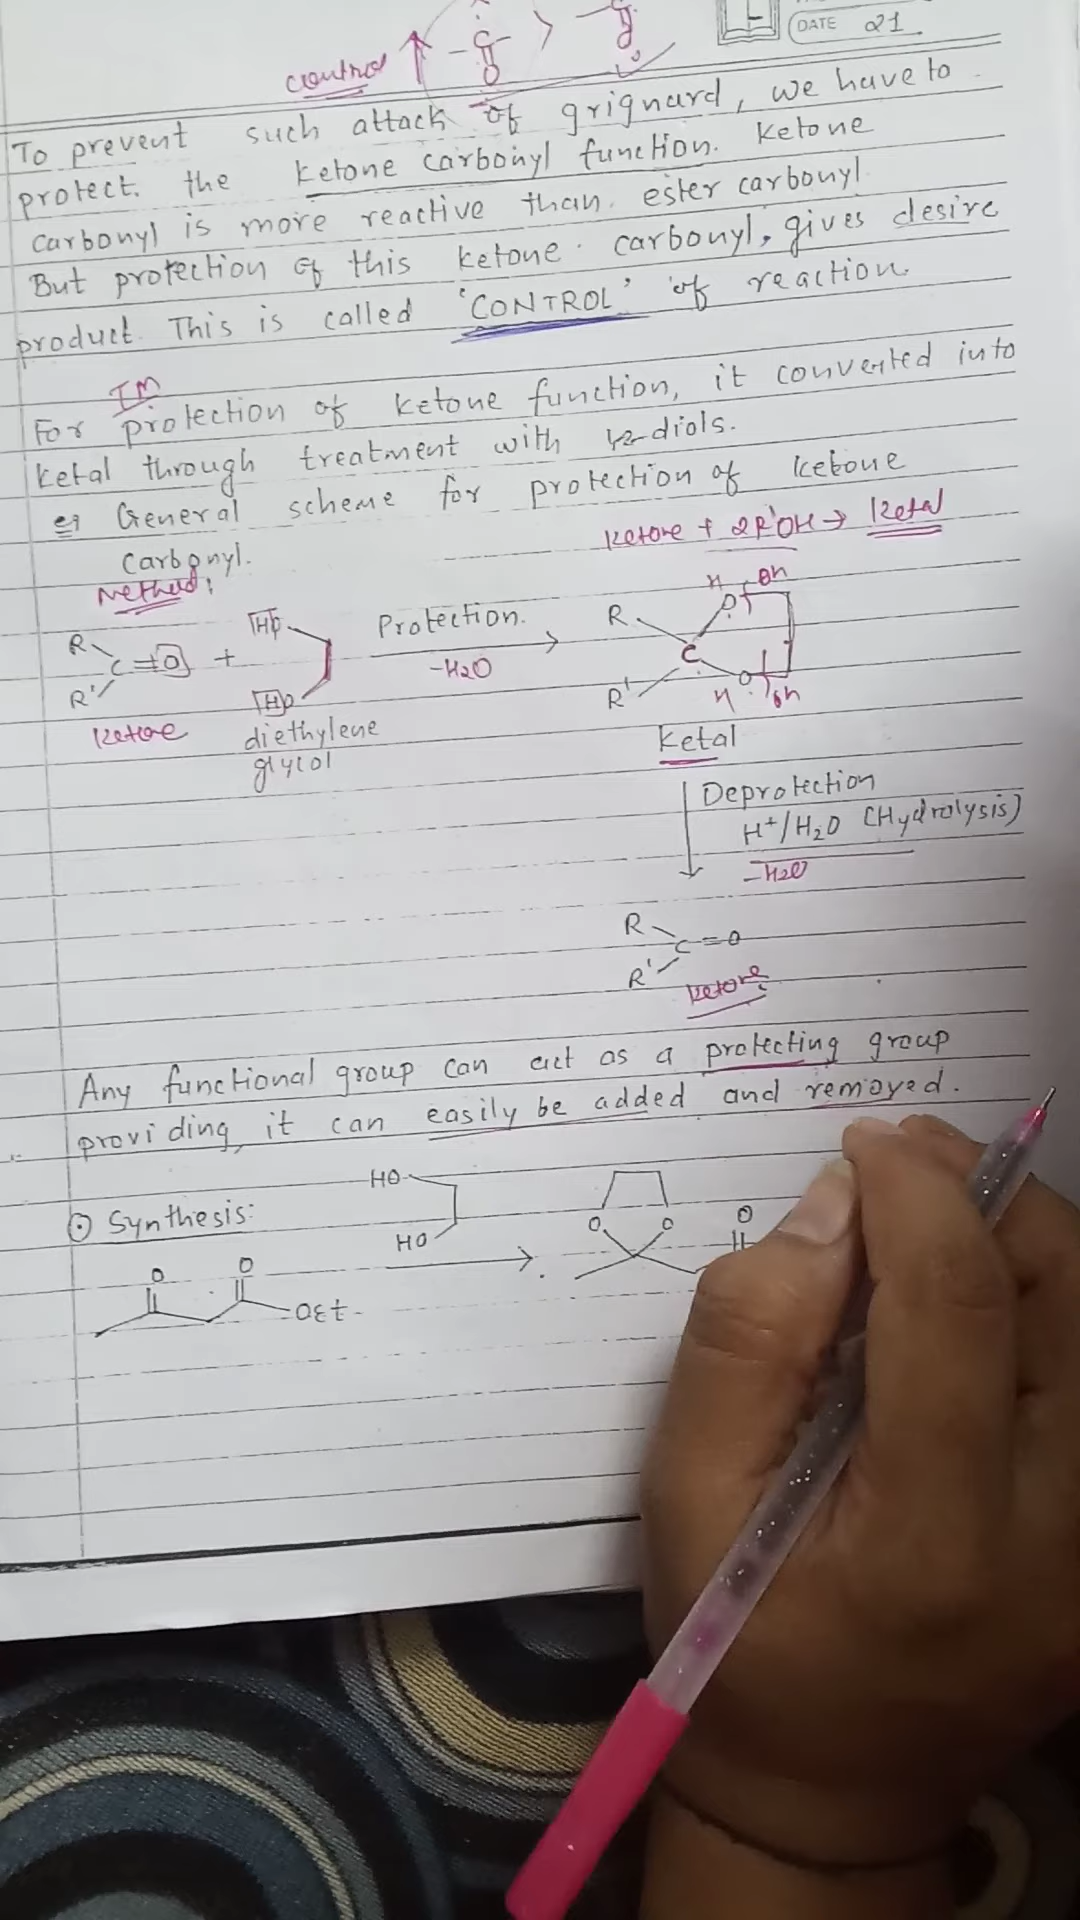 DATE 21
control ↑ -C- >
O
To prevent such attack of grignard, we have to
protect. the ketone carbonyl function. Ketone
carbonyl is more reactive than ester carbonyl
But protection of this ketone carbonyl, gives desire
product. This is called 'CONTROL' of reaction.
IM
For protection of ketone function, it converted into
ketal through treatment with diols.
eg General scheme for protection of ketone
carbonyl.
Ketone + 2R'OH → Ketal
Method:
R R' C=O + HO HO Protection. -H2O R R' C O O H OH H OH
Ketone diethylene glycol Ketal
Deprotection
H+/H2O (Hydrolysis)
-H2O
R R' C=O
Ketone
Any functional group can act as a protecting group
providing, it can easily be added and removed.
Synthesis:
HO
HO
O O OEt
O O O